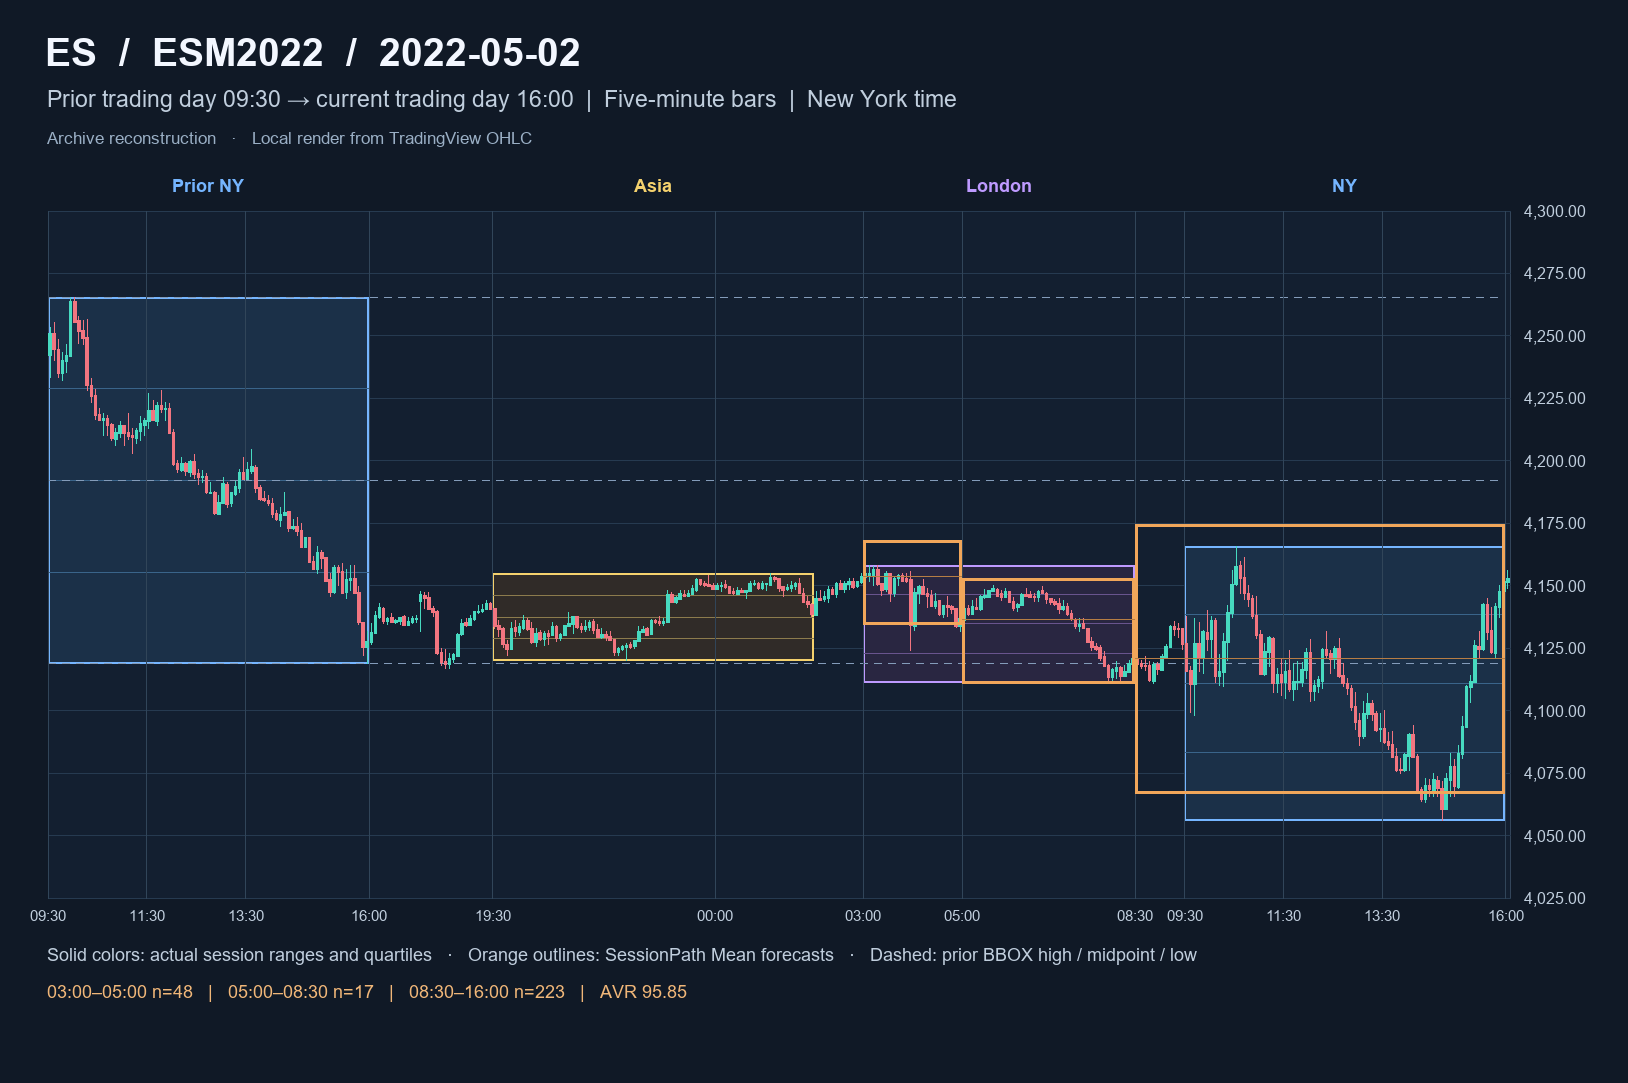 ES / ESM2022 / 2022-05-02
Prior trading day 09:30 → current trading day 16:00 | Five-minute bars | New York time
Archive reconstruction · Local render from TradingView OHLC
Prior NY Asia London NY
4,300.00
4,275.00
4,250.00
4,225.00
4,200.00
4,175.00
4,150.00
4,125.00
4,100.00
4,075.00
4,050.00
4,025.00
09:30 11:30 13:30 16:00 19:30 00:00 03:00 05:00 08:30 09:30 11:30 13:30 16:00
Solid colors: actual session ranges and quartiles · Orange outlines: SessionPath Mean forecasts · Dashed: prior BBOX high / midpoint / low
03:00–05:00 n=48 | 05:00–08:30 n=17 | 08:30–16:00 n=223 | AVR 95.85